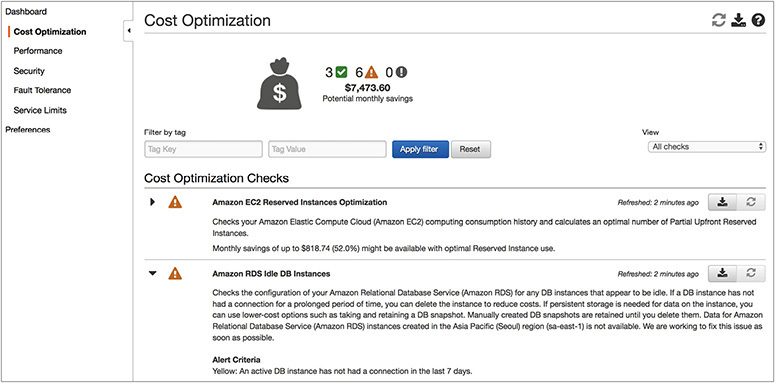 Dashboard
Cost Optimization
Performance
Security
Fault Tolerance
Service Limits
Preferences
Cost Optimization
3 6 0
$
$7,473.60
Potential monthly savings
Filter by tag
View
Tag Key
Tag Value
Apply filter
Reset
All checks
Cost Optimization Checks
Amazon EC2 Reserved Instances Optimization
Refreshed: 2 minutes ago
Checks your Amazon Elastic Compute Cloud (Amazon EC2) computing consumption history and calculates an optimal number of Partial Upfront Reserved
Instances.
Monthly savings of up to $818.74 (52.0%) might be available with optimal Reserved Instance use.
Amazon RDS Idle DB Instances
Refreshed: 2 minutes ago
Checks the configuration of your Amazon Relational Database Service (Amazon RDS) for any DB instances that appear to be idle. If a DB instance has not
had a connection for a prolonged period of time, you can delete the instance to reduce costs. If persistent storage is needed for data on the instance, you
can use lower-cost options such as taking and retaining a DB snapshot. Manually created DB snapshots are retained until you delete them. Data for Amazon
Relational Database Service (Amazon RDS) instances created in the Asia Pacific (Seoul) region (sa-east-1) is not available. We are working to fix this issue as
soon as possible.
Alert Criteria
Yellow: An active DB instance has not had a connection in the last 7 days.